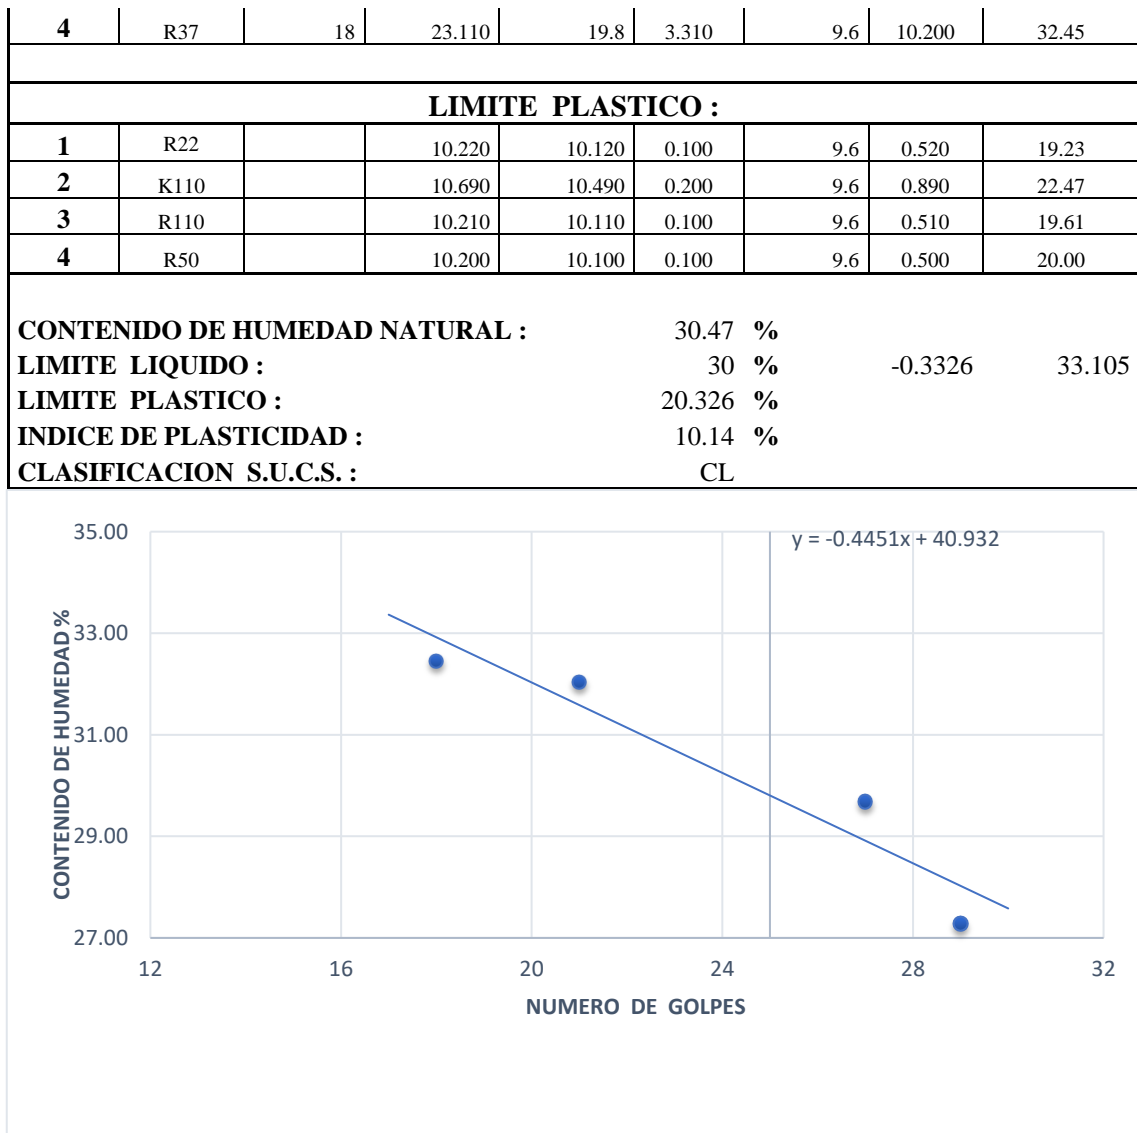 4 R37 18 23.110 19.8 3.310 9.6 10.200 32.45
LIMITE PLASTICO :
1 R22 10.220 10.120 0.100 9.6 0.520 19.23
2 K110 10.690 10.490 0.200 9.6 0.890 22.47
3 R110 10.210 10.110 0.100 9.6 0.510 19.61
4 R50 10.200 10.100 0.100 9.6 0.500 20.00
CONTENIDO DE HUMEDAD NATURAL : 30.47 %
LIMITE LIQUIDO : 30 % -0.3326 33.105
LIMITE PLASTICO : 20.326 %
INDICE DE PLASTICIDAD : 10.14 %
CLASIFICACION S.U.C.S. : CL
y = -0.4451x + 40.932
35.00
33.00
31.00
29.00
27.00
CONTENIDO DE HUMEDAD %
12 16 20 24 28 32
NUMERO DE GOLPES